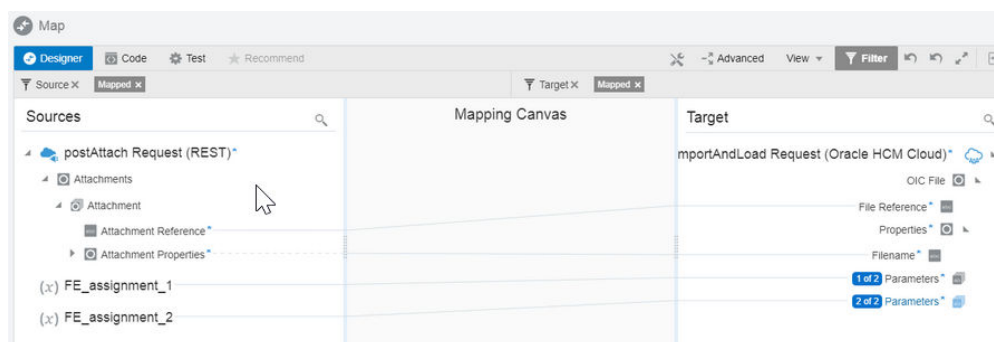 Map
Designer Code Test Recommend Advanced View Filter
Source × Mapped × Target × Mapped ×
Sources Mapping Canvas Target
postAttach Request (REST)* mportAndLoad Request (Oracle HCM Cloud)*
Attachments OIC File
Attachment File Reference*
Attachment Reference* Properties*
Attachment Properties* Filename*
(x) FE_assignment_1 1 of 2 Parameters*
(x) FE_assignment_2 2 of 2 Parameters*